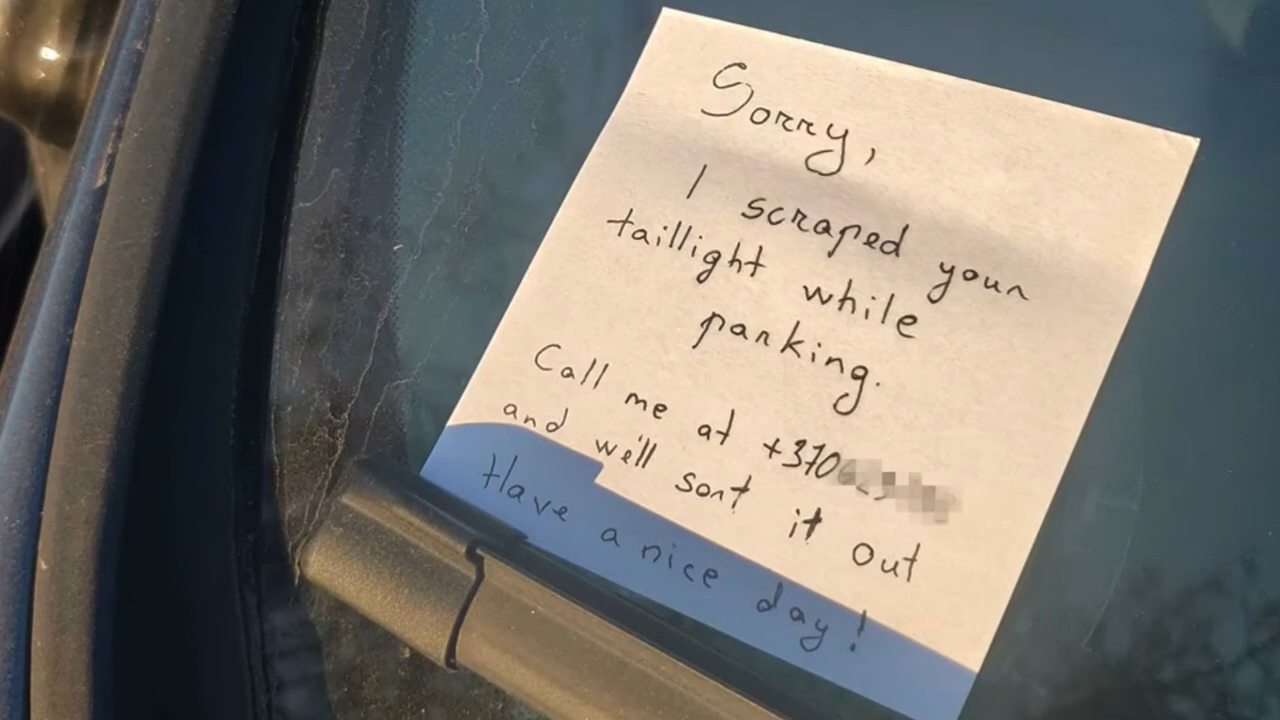 Sorry,
I scraped your
taillight while
parking.
Call me at +370
and we'll sort it out
Have a nice day!